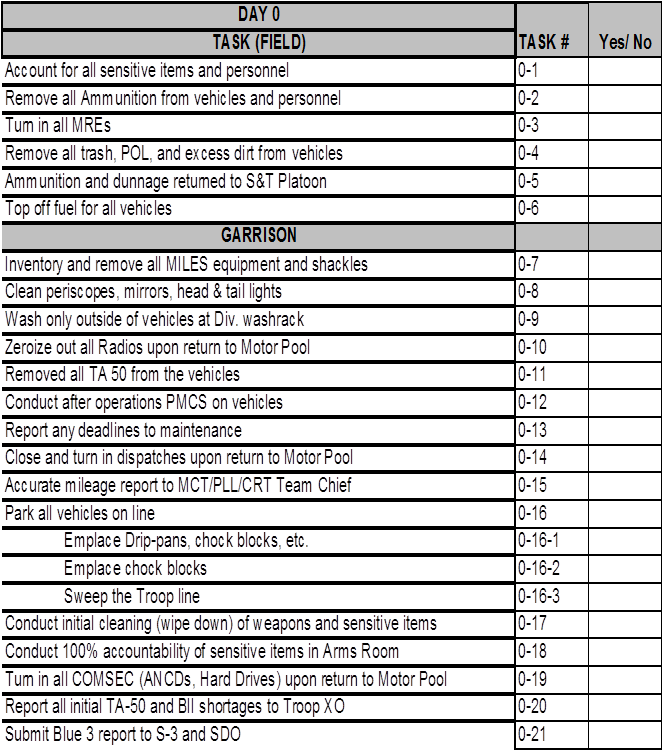 DAY 0
TASK (FIELD) TASK # Yes/ No
Account for all sensitive items and personnel 0-1
Remove all Ammunition from vehicles and personnel 0-2
Turn in all MREs 0-3
Remove all trash, POL, and excess dirt from vehicles 0-4
Ammunition and dunnage returned to S&T Platoon 0-5
Top off fuel for all vehicles 0-6
GARRISON
Inventory and remove all MILES equipment and shackles 0-7
Clean periscopes, mirrors, head & tail lights 0-8
Wash only outside of vehicles at Div. washrack 0-9
Zeroize out all Radios upon return to Motor Pool 0-10
Removed all TA 50 from the vehicles 0-11
Conduct after operations PMCS on vehicles 0-12
Report any deadlines to maintenance 0-13
Close and turn in dispatches upon return to Motor Pool 0-14
Accurate mileage report to MCT/PLL/CRT Team Chief 0-15
Park all vehicles on line 0-16
Emplace Drip-pans, chock blocks, etc. 0-16-1
Emplace chock blocks 0-16-2
Sweep the Troop line 0-16-3
Conduct initial cleaning (wipe down) of weapons and sensitive items 0-17
Conduct 100% accountability of sensitive items in Arms Room 0-18
Turn in all COMSEC (ANCDs, Hard Drives) upon return to Motor Pool 0-19
Report all initial TA-50 and BII shortages to Troop XO 0-20
Submit Blue 3 report to S-3 and SDO 0-21